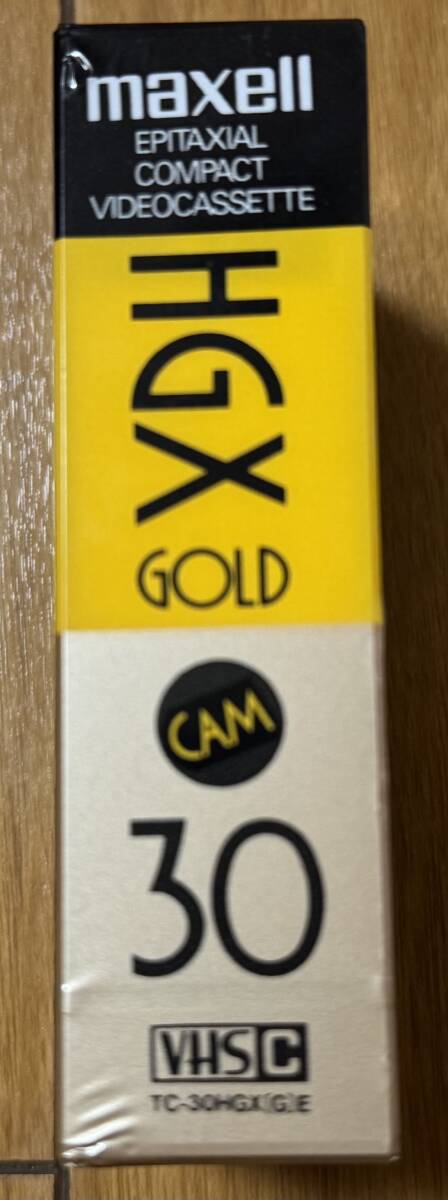 maxell
EPITAXIAL
COMPACT
VIDEOCASSETTE
HGX
GOLD
CAM
30
VHS C
TC-30HGX(G)E